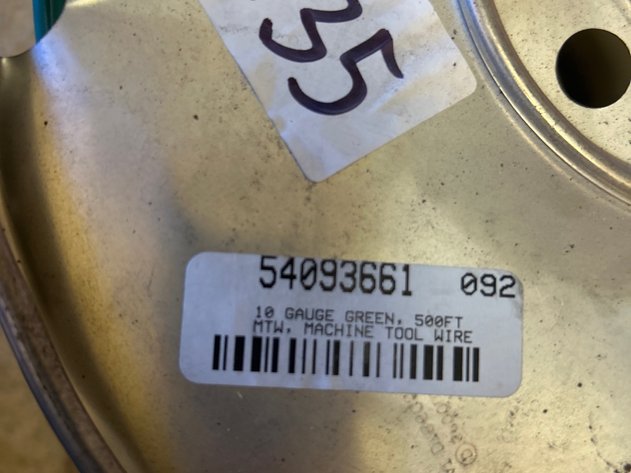 35
54093661 092
10 GAUGE GREEN, 500FT
MTW, MACHINE TOOL WIRE